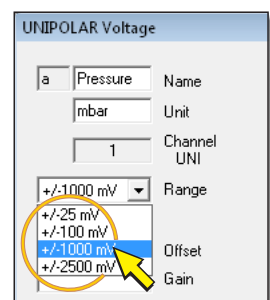 UNIPOLAR Voltage
a Pressure Name
mbar Unit
1 Channel UNI
+/-1000 mV Range
+/-25 mV
+/-100 mV
+/-1000 mV Offset
+/-2500 mV Gain